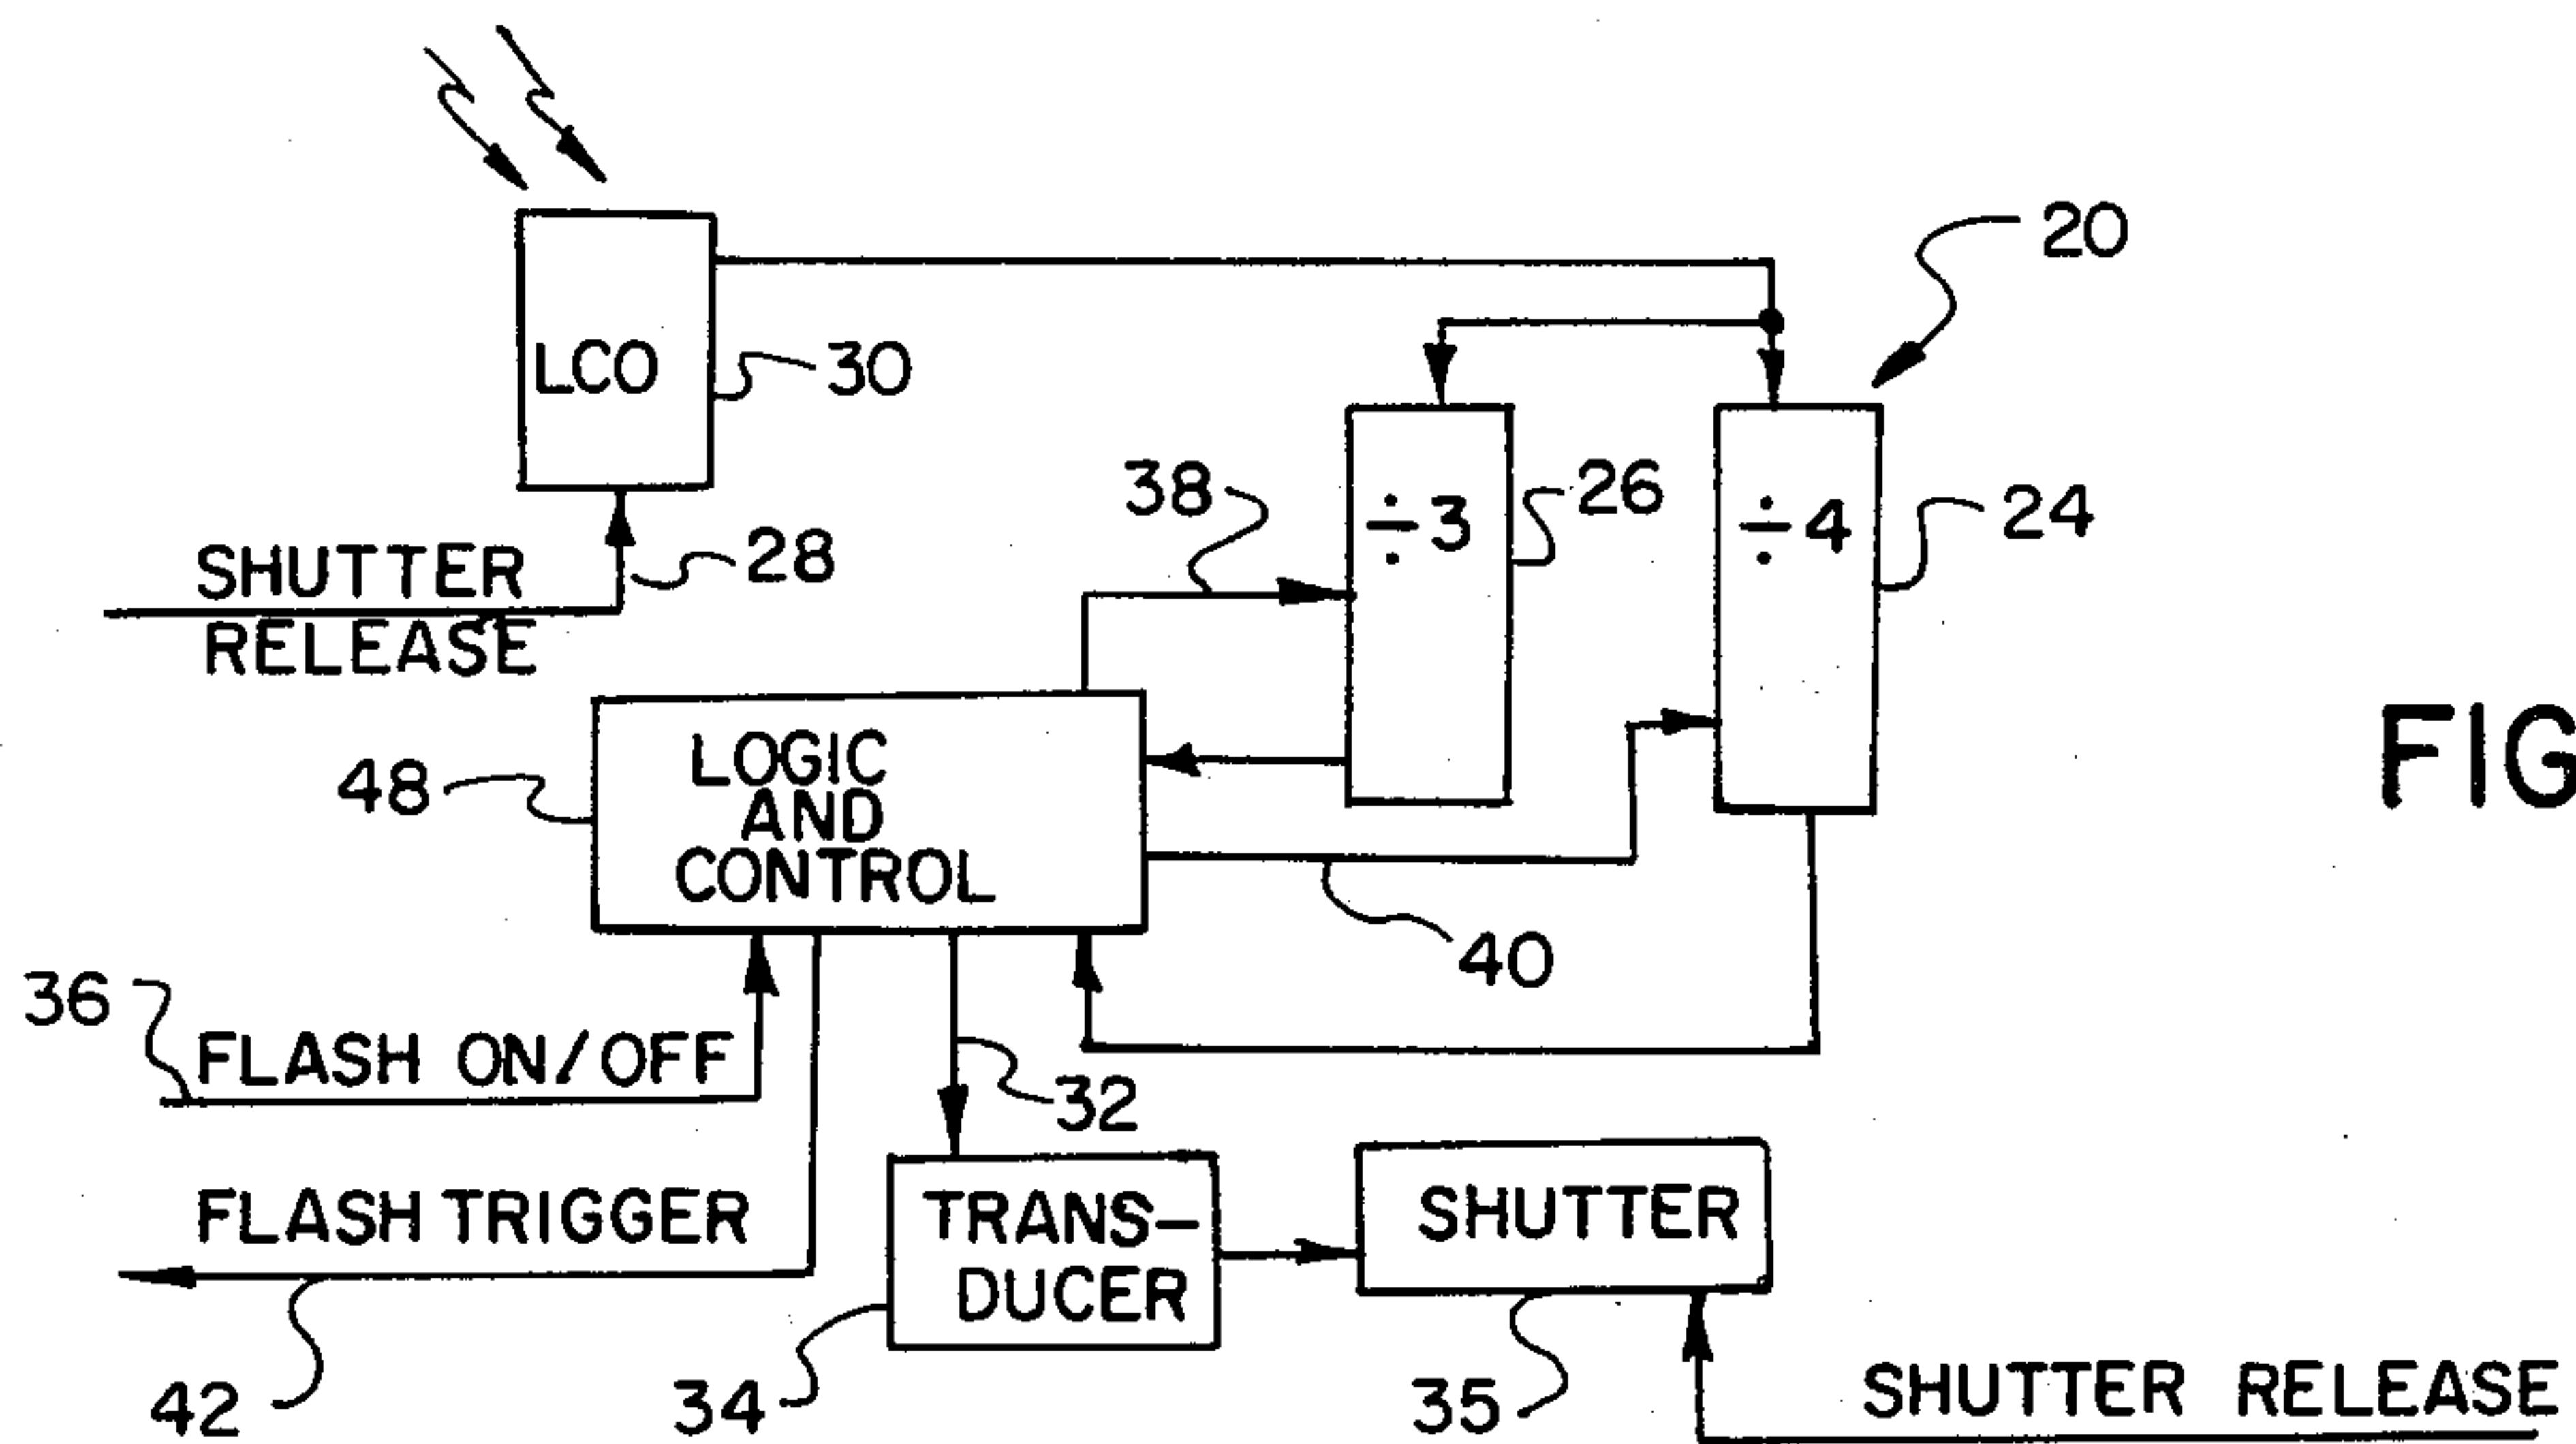 20
LCO
30
38
÷3
26
÷4
24
28
SHUTTER
RELEASE
48
LOGIC
AND
CONTROL
FIG
40
36
FLASH ON/OFF
32
FLASH TRIGGER
TRANS-
DUCER
SHUTTER
42
34
35
SHUTTER RELEASE